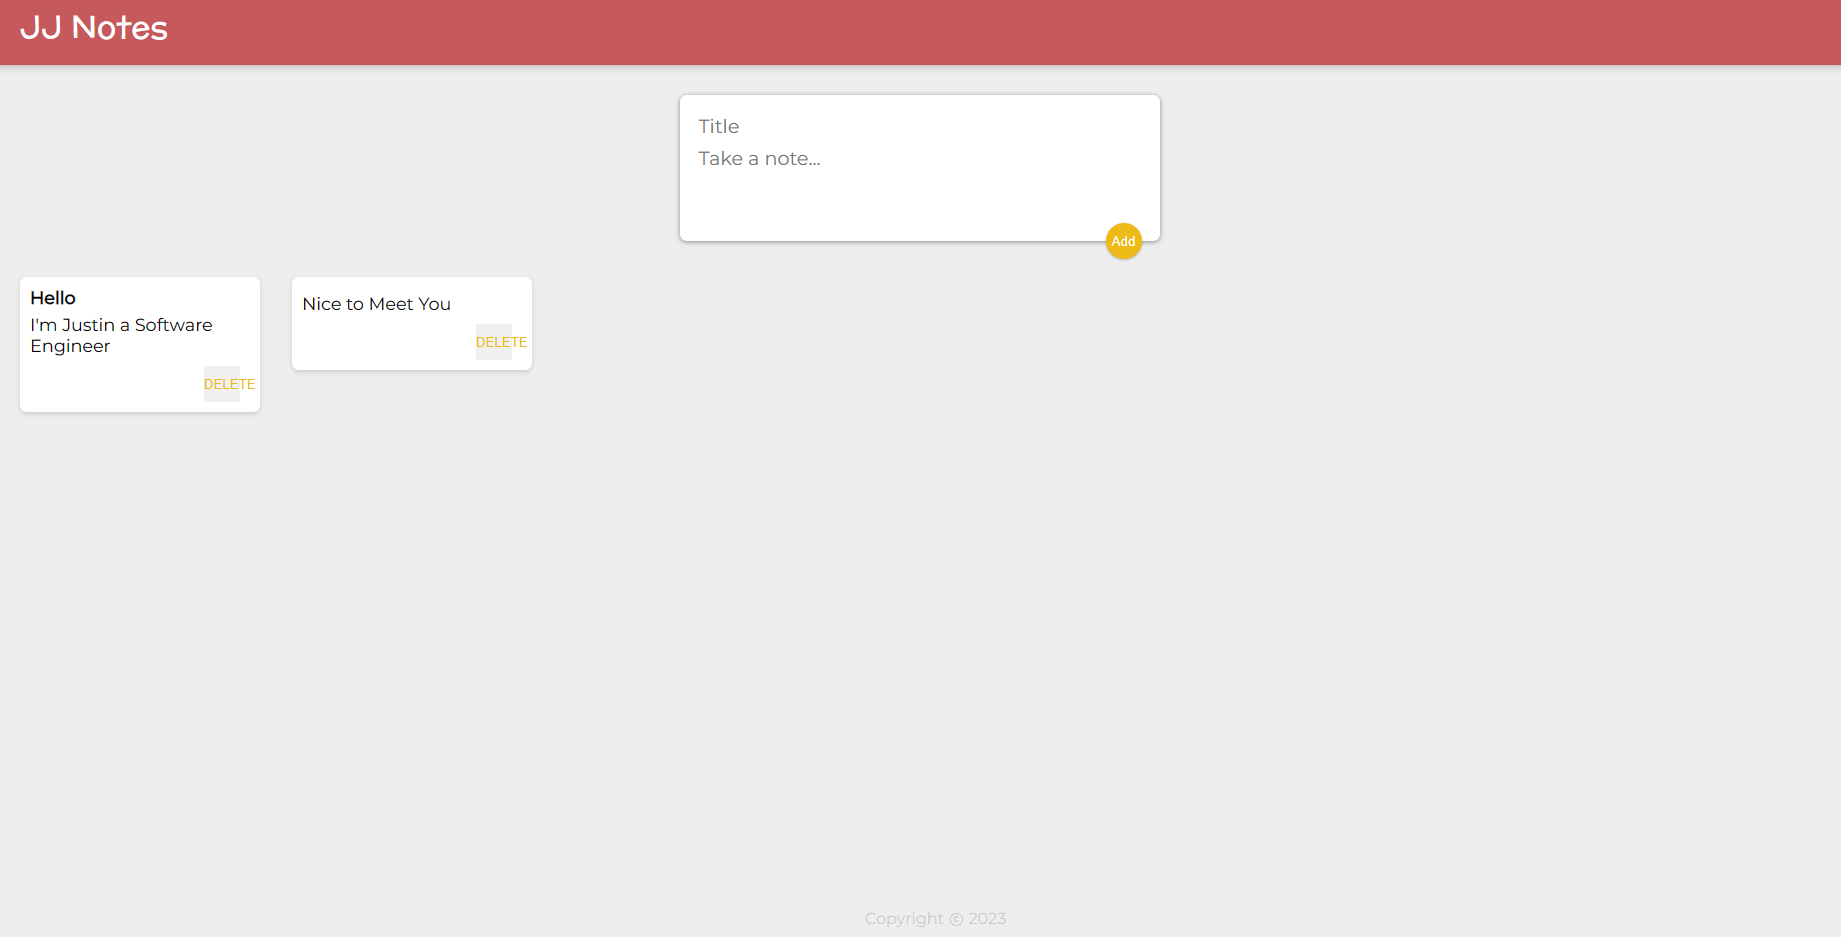 JJ Notes
Title
Take a note...
Add
Hello
I'm Justin a Software
Engineer
DELETE
Nice to Meet You
DELETE
Copyright © 2023